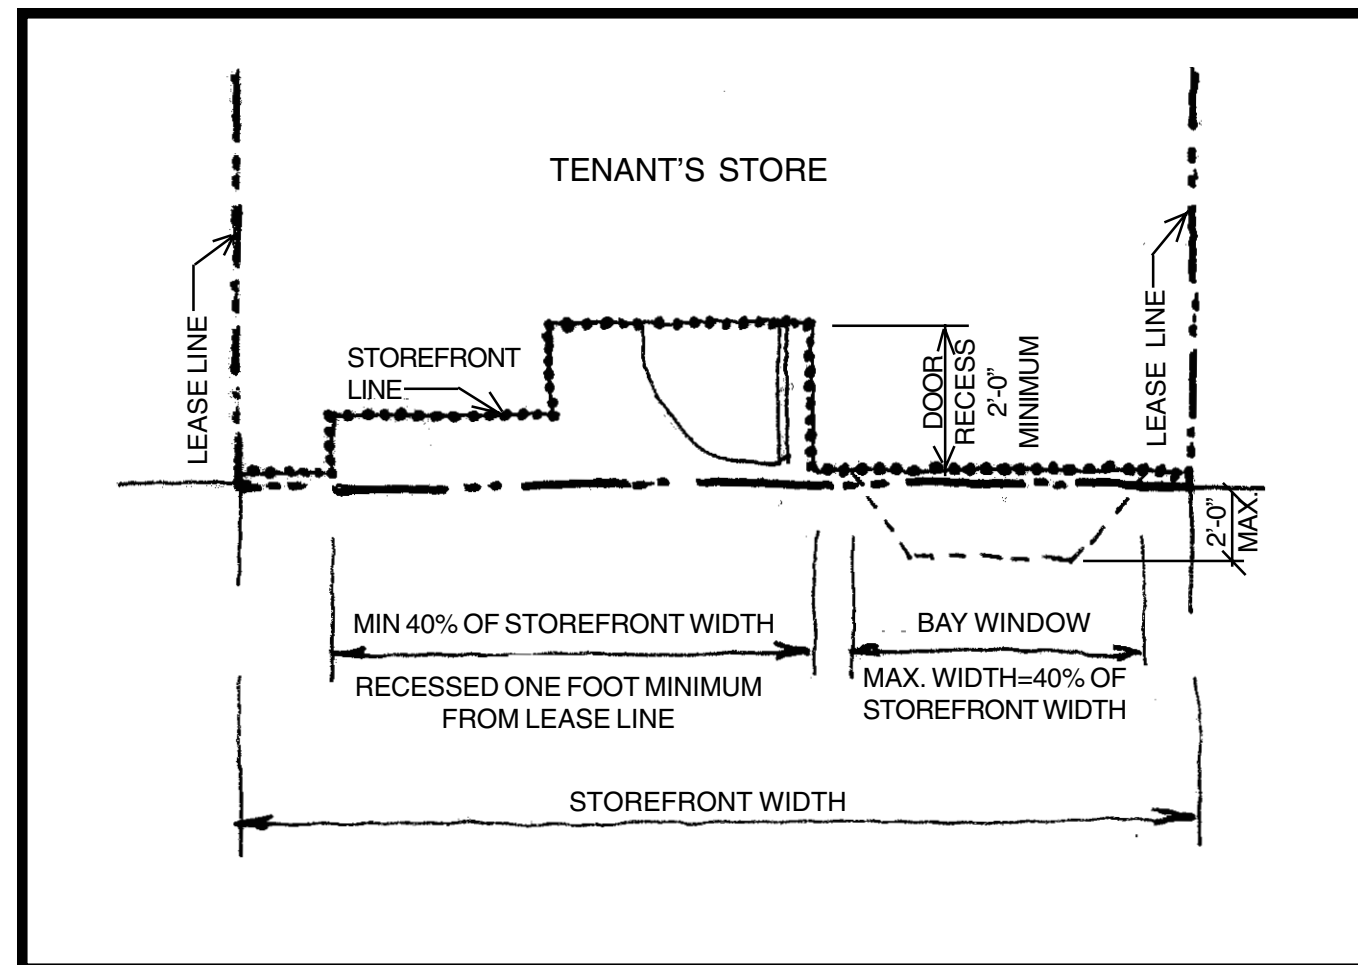 TENANT'S STORE
LEASE LINE
STOREFRONT
LINE
DOOR
RECESS
2'-0"
MINIMUM
LEASE LINE
2'-0"
MAX.
MIN 40% OF STOREFRONT WIDTH
RECESSED ONE FOOT MINIMUM
FROM LEASE LINE
BAY WINDOW
MAX. WIDTH=40% OF
STOREFRONT WIDTH
STOREFRONT WIDTH